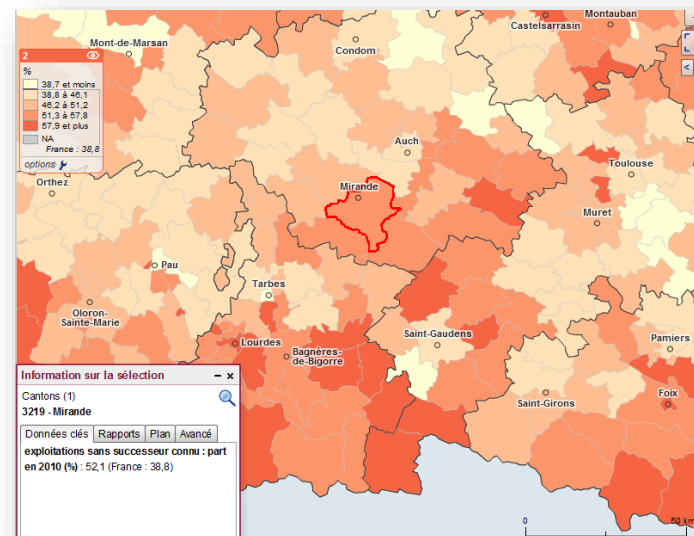 Mont-de-Marsan
Condom
Castelsarrasin
Montauban
2
%
38,7 et moins
38,8 à 46,1
46,2 à 51,2
51,3 à 57,8
57,9 et plus
NA
France : 38,8
options
Auch
Toulouse
Orthez
Mirande
Muret
Pau
Tarbes
Oloron-
Sainte-Marie
Lourdes
Bagnères-
de-Bigorre
Saint-Gaudens
Pamiers
Saint-Girons
Foix
Information sur la sélection
Cantons (1)
3219 - Mirande
Données clés Rapports Plan Avancé
exploitations sans successeur connu : part
en 2010 (%) : 52,1 (France : 38,8)
0 50 km